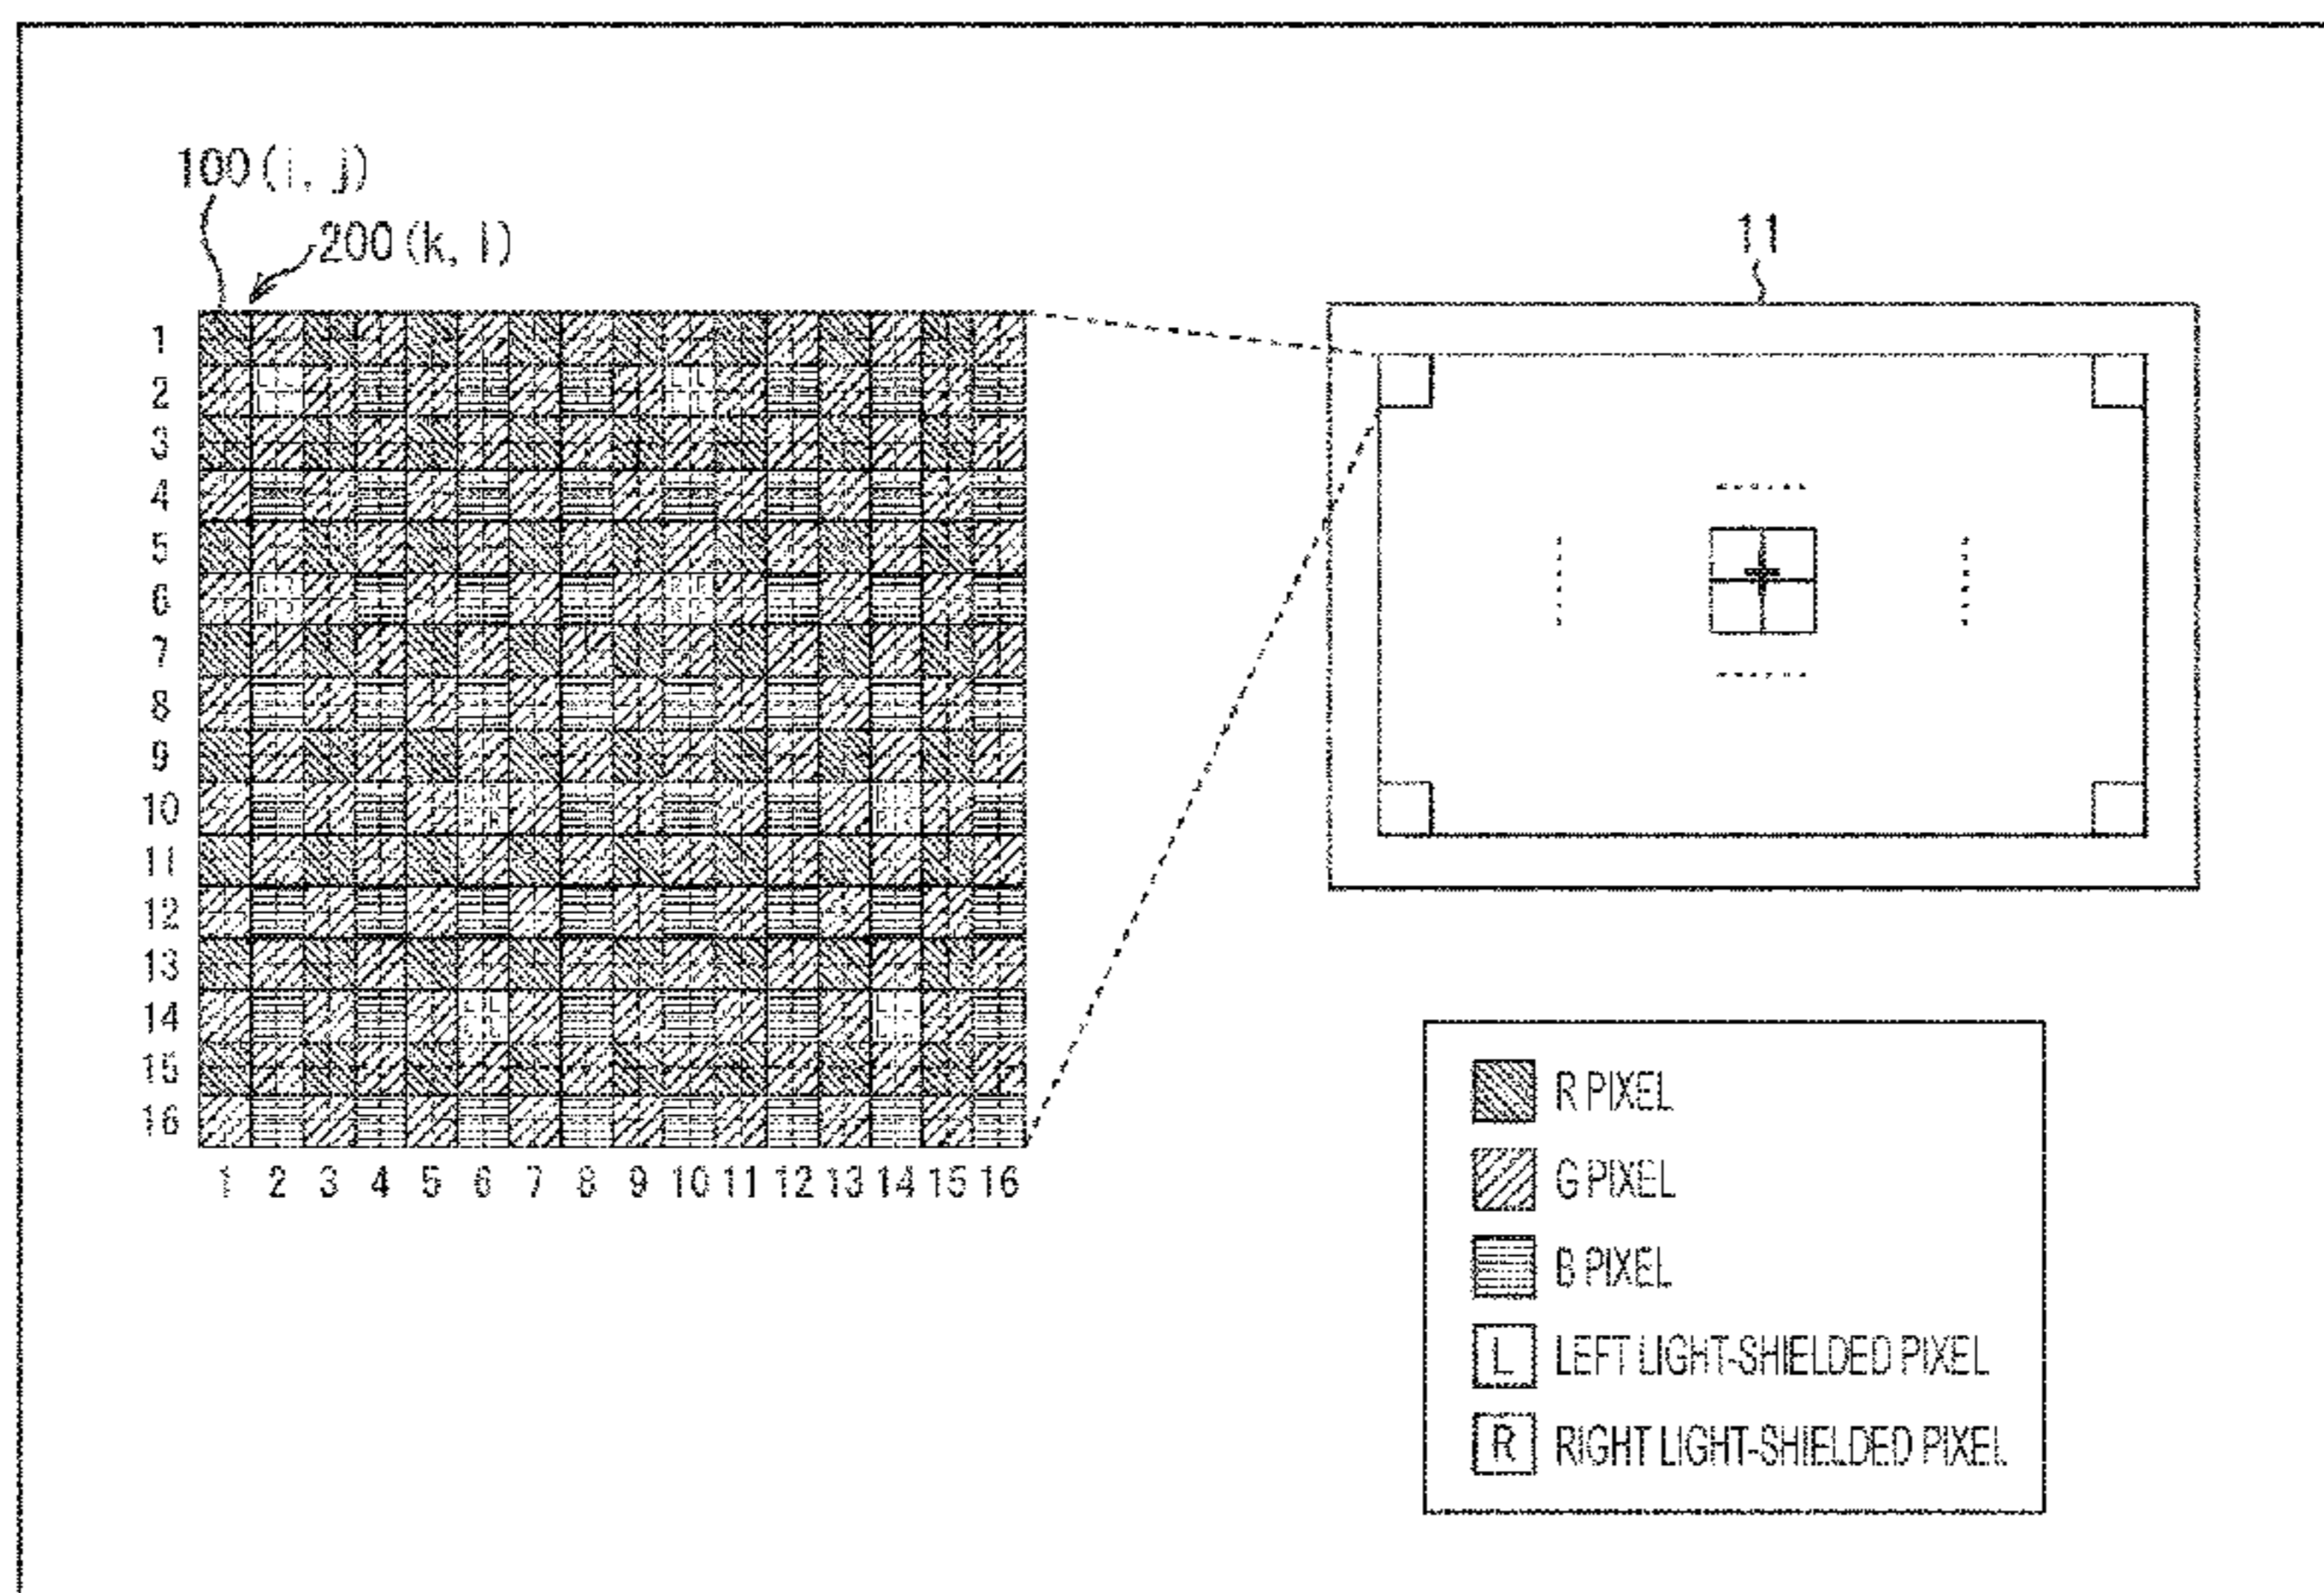 100(i, j)
200(k, l)
11
1
2
3
4
5
6
7
8
9
10
11
12
13
14
15
16
1 2 3 4 5 6 7 8 9 10 11 12 13 14 15 16
R PIXEL
G PIXEL
B PIXEL
L LEFT LIGHT-SHIELDED PIXEL
R RIGHT LIGHT-SHIELDED PIXEL